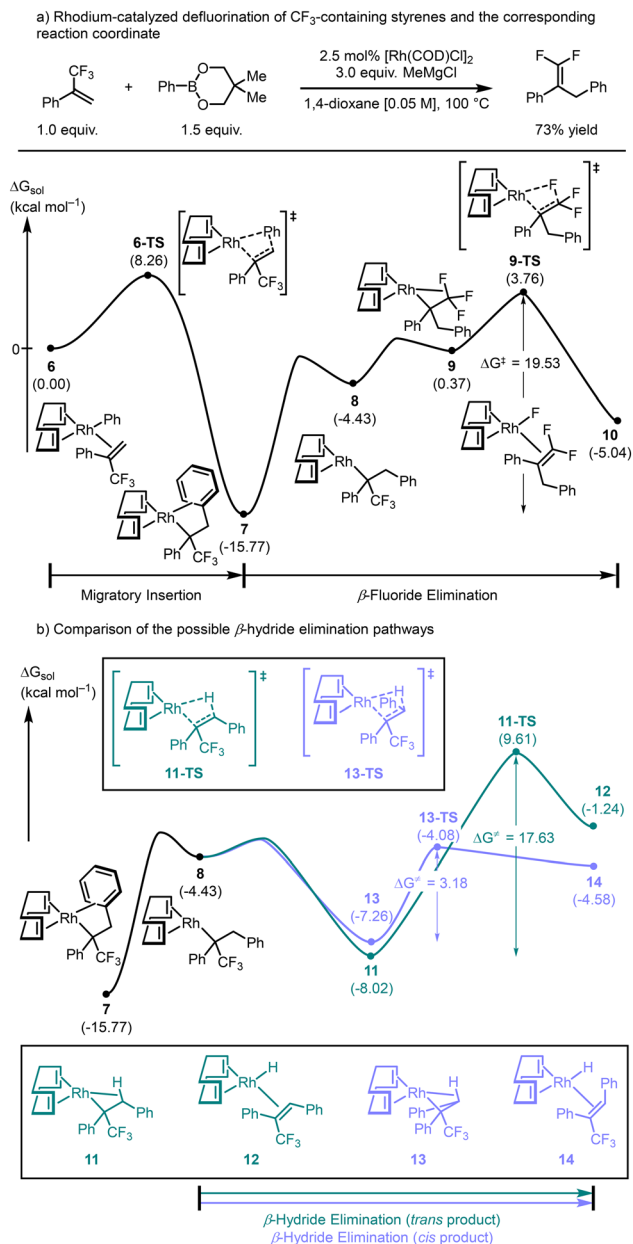 a) Rhodium-catalyzed defluorination of CF₃-containing styrenes and the corresponding
reaction coordinate
CF₃
Ph
1.0 equiv.
+
Ph
B
O
O
Me
Me
1.5 equiv.
2.5 mol% [Rh(COD)Cl]₂
3.0 equiv. MeMgCl
1,4-dioxane [0.05 M], 100 °C
F
F
Ph
Ph
73% yield
ΔG_sol
(kcal mol⁻¹)
0
6-TS
(8.26)
Rh
Ph
Ph
CF₃
‡
Rh
F
F
F
Ph
Ph
‡
9-TS
(3.76)
Rh
F
F
F
Ph
Ph
6
(0.00)
Rh
Ph
Ph
CF₃
8
(-4.43)
Rh
Ph
Ph
CF₃
9
(0.37)
ΔG‡ = 19.53
Rh
F
F
F
Ph
Ph
10
(-5.04)
Rh
Ph
CF₃
7
(-15.77)
Migratory Insertion
β-Fluoride Elimination
b) Comparison of the possible β-hydride elimination pathways
ΔG_sol
(kcal mol⁻¹)
Rh
H
Ph
Ph
CF₃
‡
11-TS
Rh
H
Ph
Ph
CF₃
‡
13-TS
11-TS
(9.61)
12
(-1.24)
13-TS
(-4.08)
ΔG≠ = 17.63
8
(-4.43)
13
(-7.26)
ΔG≠ = 3.18
14
(-4.58)
Rh
Ph
CF₃
Rh
Ph
Ph
CF₃
11
(-8.02)
7
(-15.77)
Rh
H
Ph
Ph
CF₃
11
Rh
H
Ph
Ph
CF₃
12
Rh
H
Ph
Ph
CF₃
13
Rh
H
Ph
Ph
CF₃
14
β-Hydride Elimination (trans product)
β-Hydride Elimination (cis product)